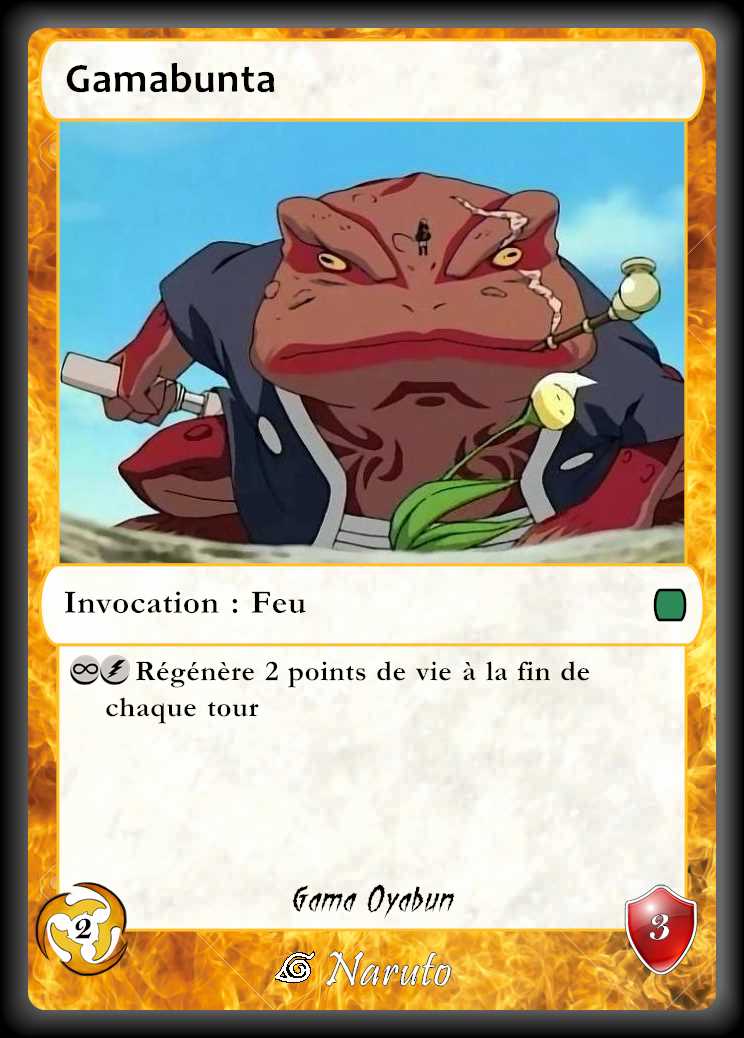 Gamabunta
Invocation : Feu
Régénère 2 points de vie à la fin de
chaque tour
Gama Oyabun
2
3
Naruto